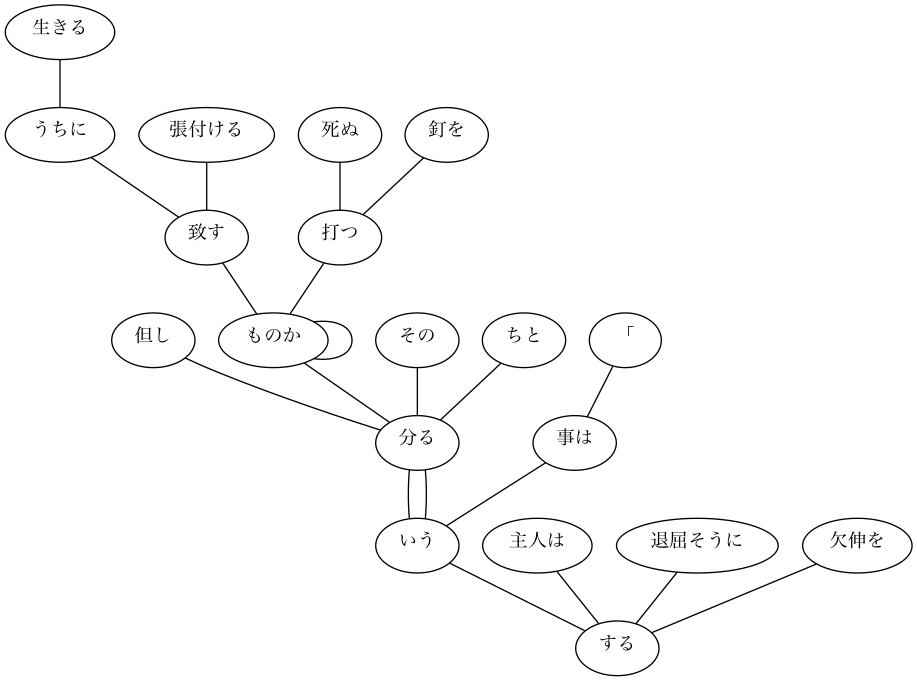 生きる
うちに
張付ける
死ぬ
釘を
致す
打つ
但し
ものか
その
ちと
「
分る
事は
いう
主人は
退屈そうに
欠伸を
する